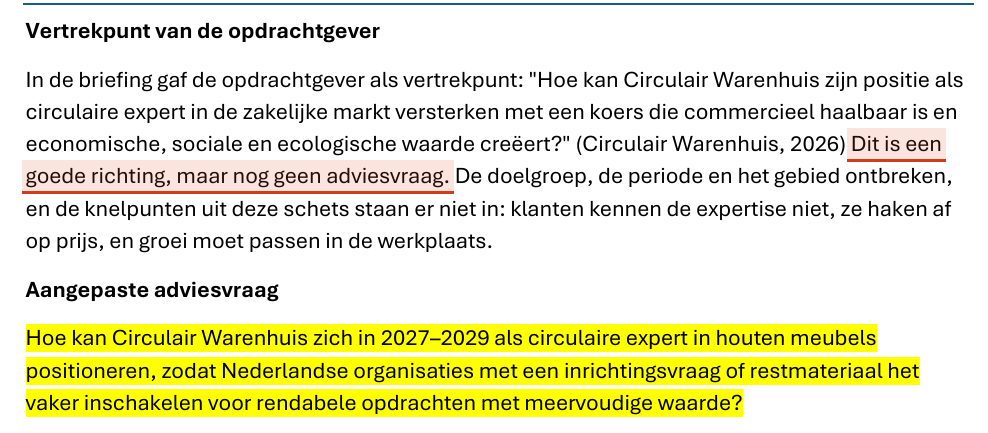 Vertrekpunt van de opdrachtgever
In de briefing gaf de opdrachtgever als vertrekpunt: "Hoe kan Circulair Warenhuis zijn positie als
circulaire expert in de zakelijke markt versterken met een koers die commercieel haalbaar is en
economische, sociale en ecologische waarde creëert?" (Circulair Warenhuis, 2026) Dit is een
goede richting, maar nog geen adviesvraag. De doelgroep, de periode en het gebied ontbreken,
en de knelpunten uit deze schets staan er niet in: klanten kennen de expertise niet, ze haken af
op prijs, en groei moet passen in de werkplaats.
Aangepaste adviesvraag
Hoe kan Circulair Warenhuis zich in 2027–2029 als circulaire expert in houten meubels
positioneren, zodat Nederlandse organisaties met een inrichtingsvraag of restmateriaal het
vaker inschakelen voor rendabele opdrachten met meervoudige waarde?